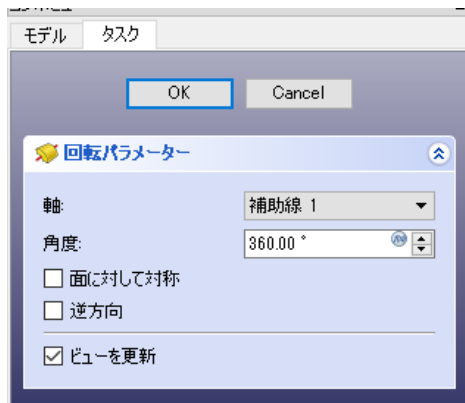 モデル タスク
OK Cancel
回転パラメーター
軸: 補助線 1
角度: 360.00 °
面に対して対称
逆方向
ビューを更新